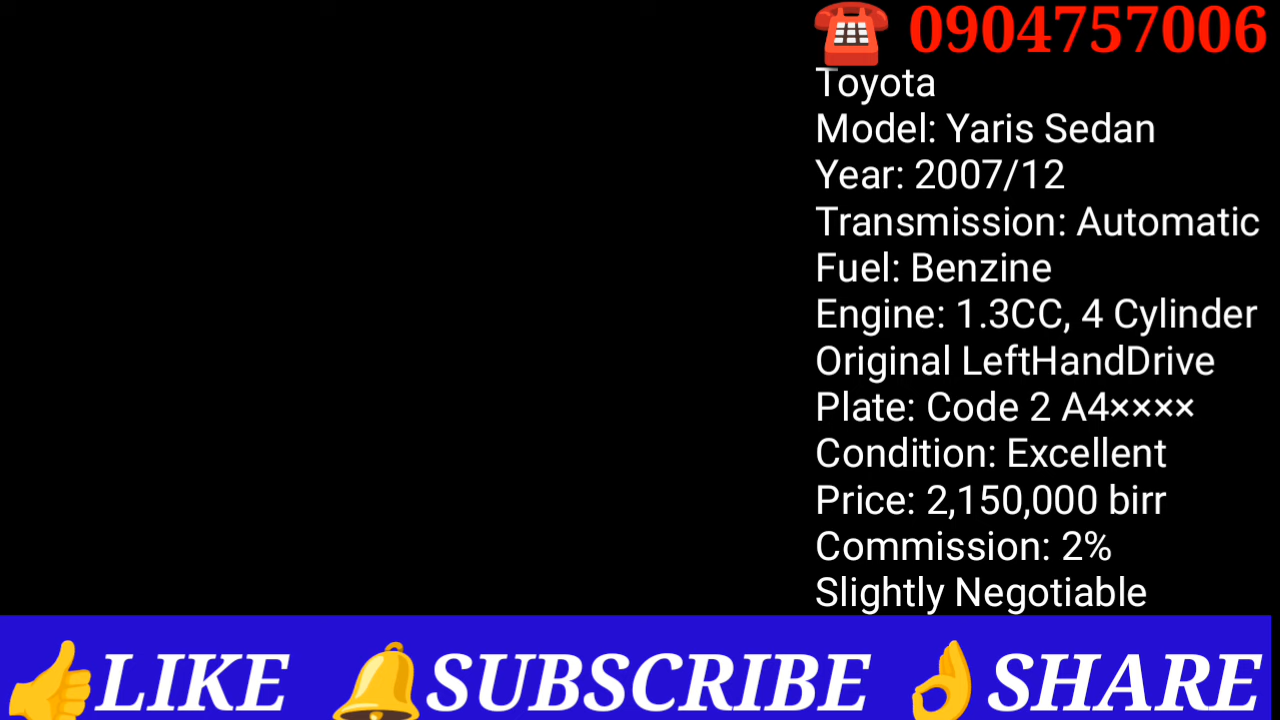 ☎️ 0904757006
Toyota
Model: Yaris Sedan
Year: 2007/12
Transmission: Automatic
Fuel: Benzine
Engine: 1.3CC, 4 Cylinder
Original LeftHandDrive
Plate: Code 2 A4××××
Condition: Excellent
Price: 2,150,000 birr
Commission: 2%
Slightly Negotiable
👍LIKE 🔔SUBSCRIBE 👌SHARE